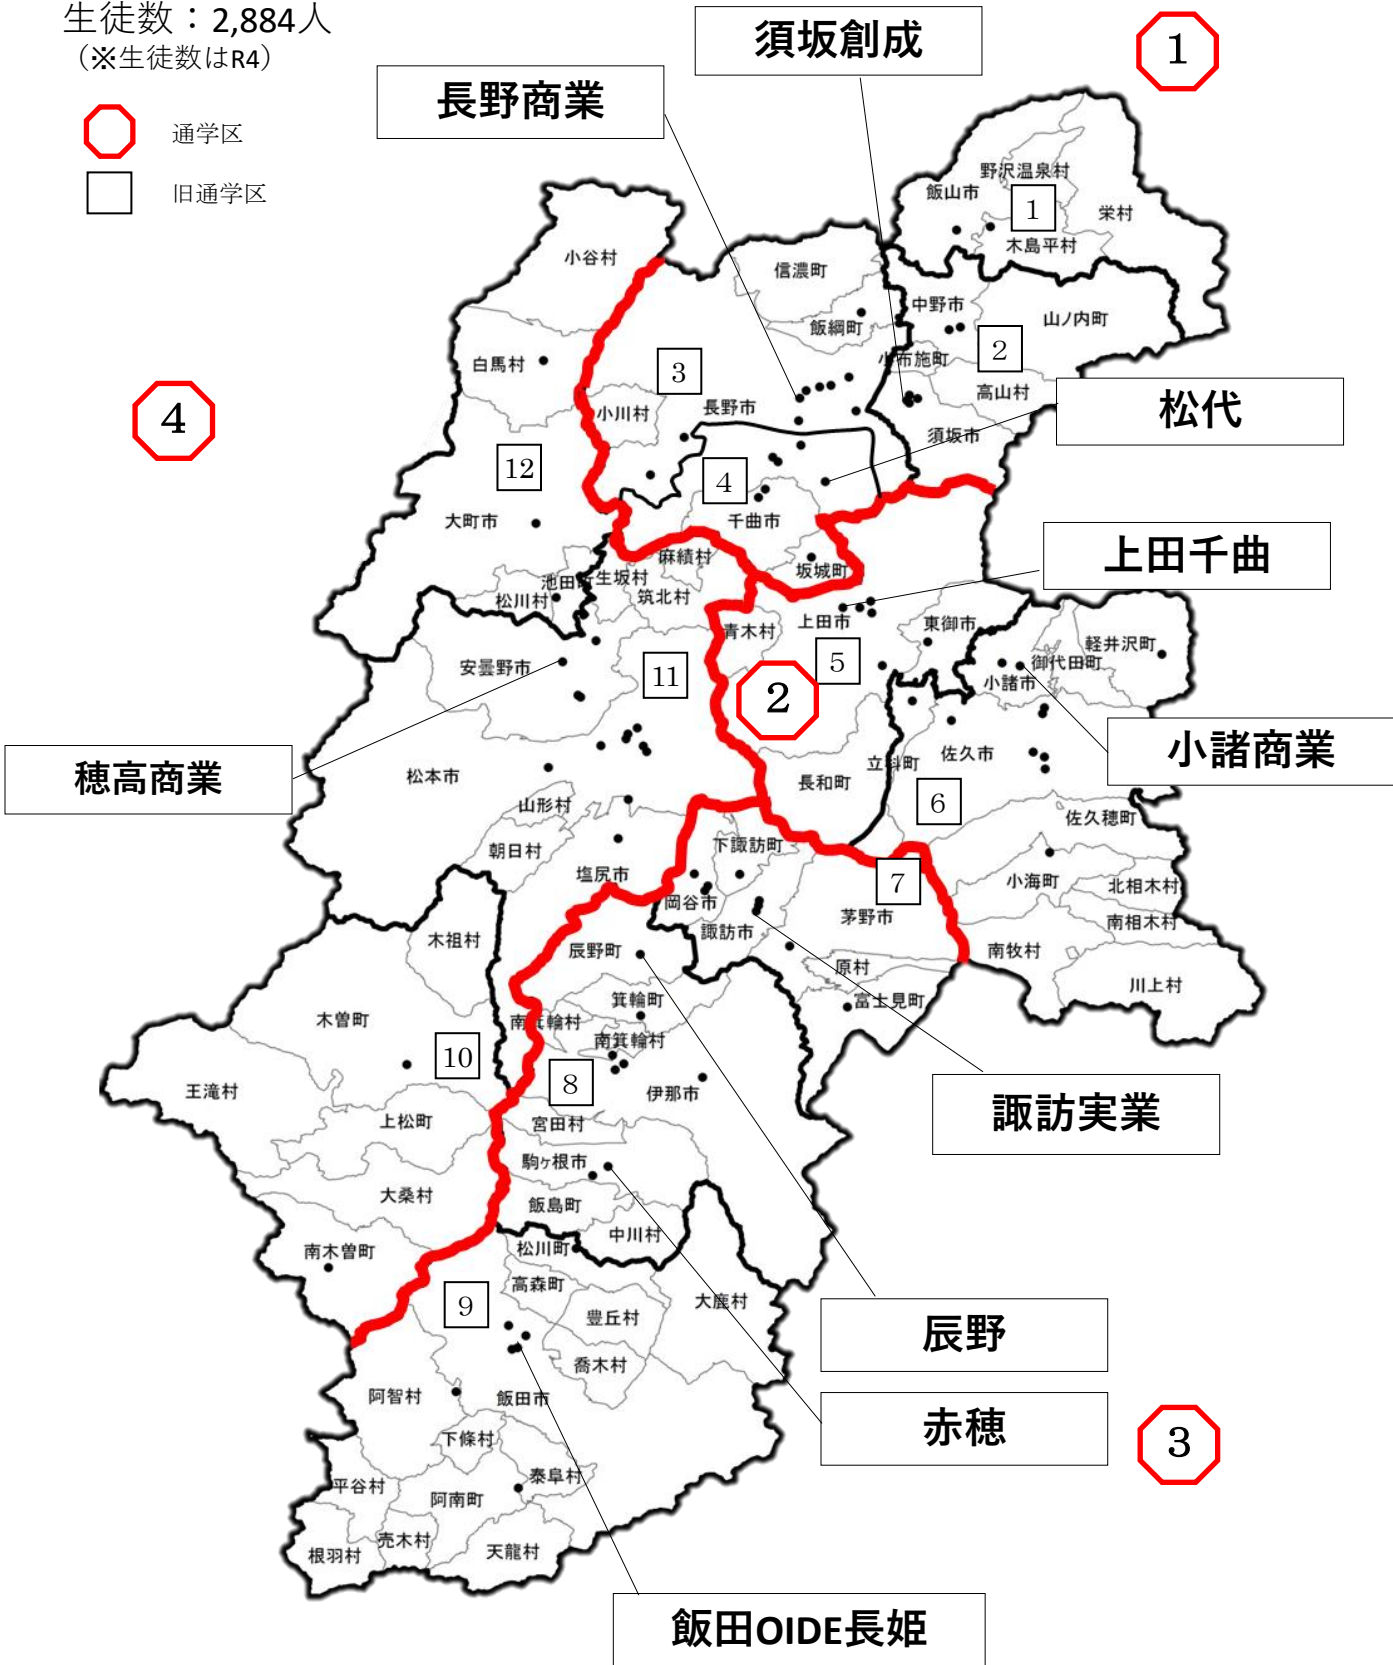 生徒数：2,884人
（※生徒数はR4）
通学区
旧通学区
須坂創成
長野商業
1
野沢温泉村
飯山市
1
栄村
木島平村
小谷村
信濃町
中野市
山ノ内町
飯綱町
2
小布施町
白馬村
3
高山村
松代
4
小川村
長野市
須坂市
12
4
大町市
千曲市
麻績村
坂城町
上田千曲
池田町
生坂村
松川村
筑北村
青木村
上田市
東御市
軽井沢町
安曇野市
11
5
御代田町
小諸市
2
小諸商業
穂高商業
松本市
立科町
佐久市
長和町
山形村
6
佐久穂町
朝日村
下諏訪町
塩尻市
7
小海町
北相木村
岡谷市
茅野市
南相木村
諏訪市
木祖村
辰野町
南牧村
原村
川上村
箕輪町
富士見町
木曽町
南箕輪村
南箕輪村
10
8
伊那市
王滝村
諏訪実業
上松町
宮田村
駒ヶ根市
大桑村
飯島町
中川村
南木曽町
松川町
高森町
9
大鹿村
豊丘村
辰野
喬木村
阿智村
飯田市
赤穂
下條村
3
泰阜村
平谷村
阿南町
売木村
根羽村
天龍村
飯田OIDE長姫